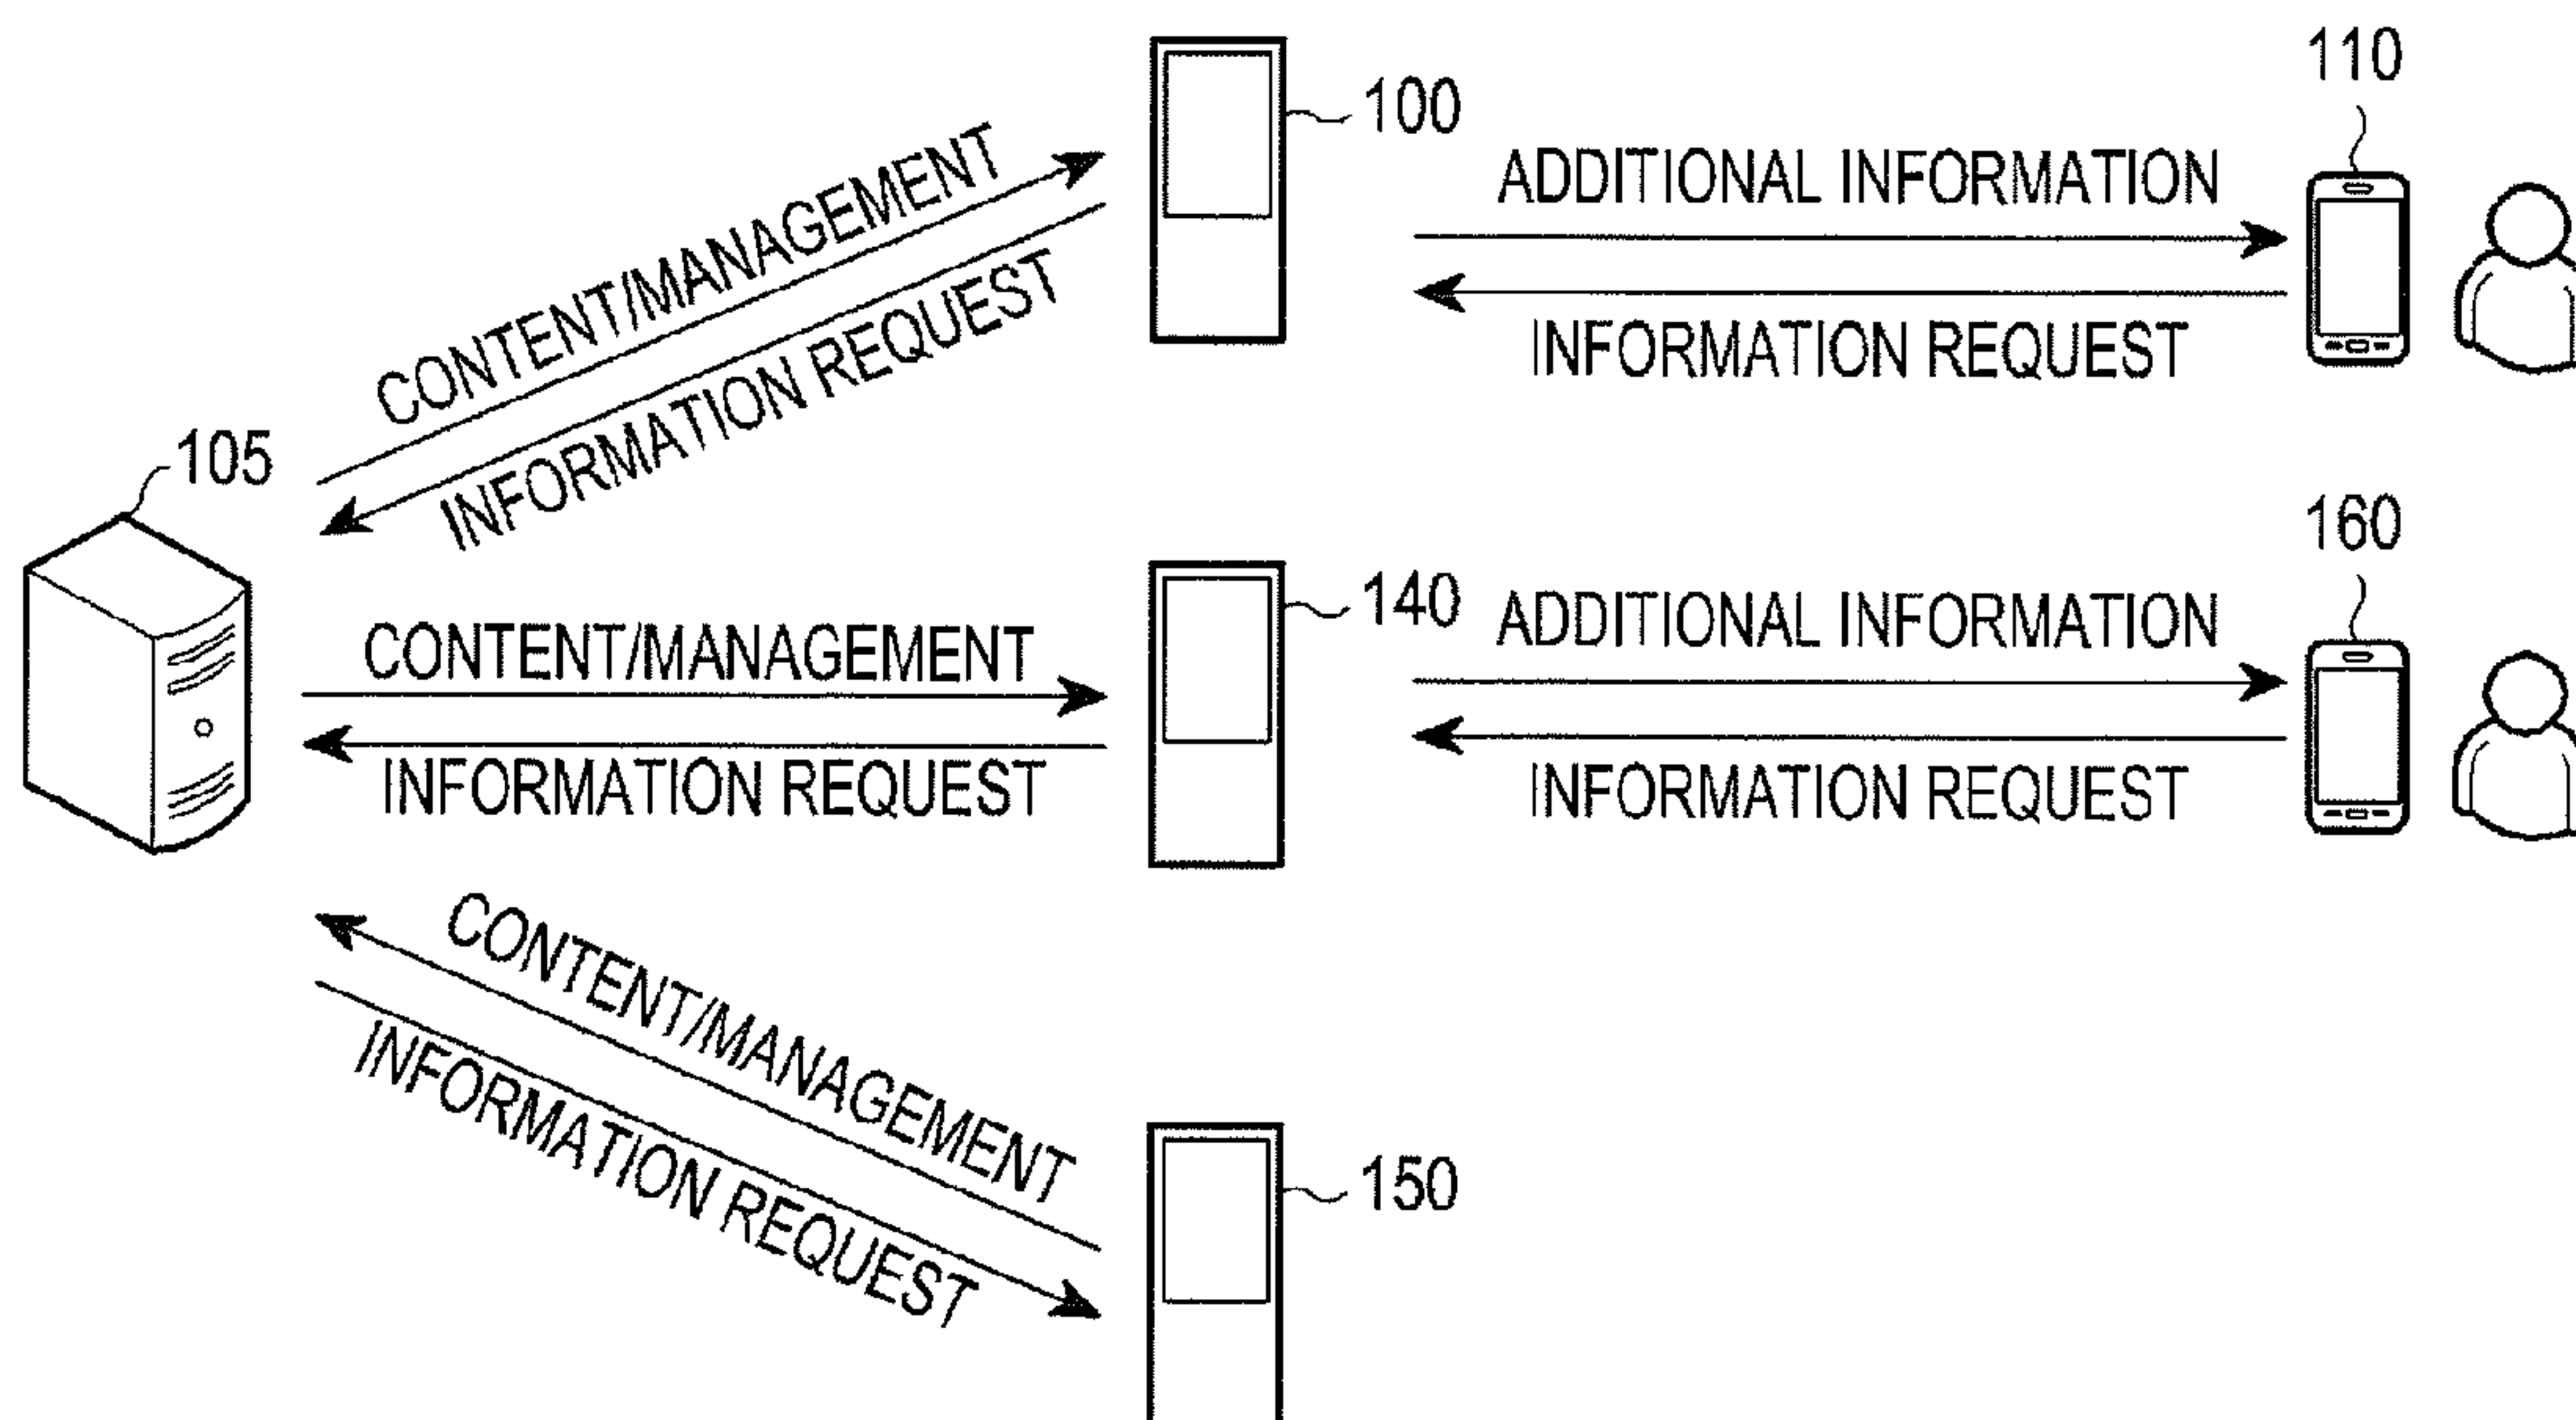 110
100
ADDITIONAL INFORMATION
CONTENT/MANAGEMENT
INFORMATION REQUEST
INFORMATION REQUEST
105
160
140
ADDITIONAL INFORMATION
CONTENT/MANAGEMENT
INFORMATION REQUEST
INFORMATION REQUEST
CONTENT/MANAGEMENT
INFORMATION REQUEST
150